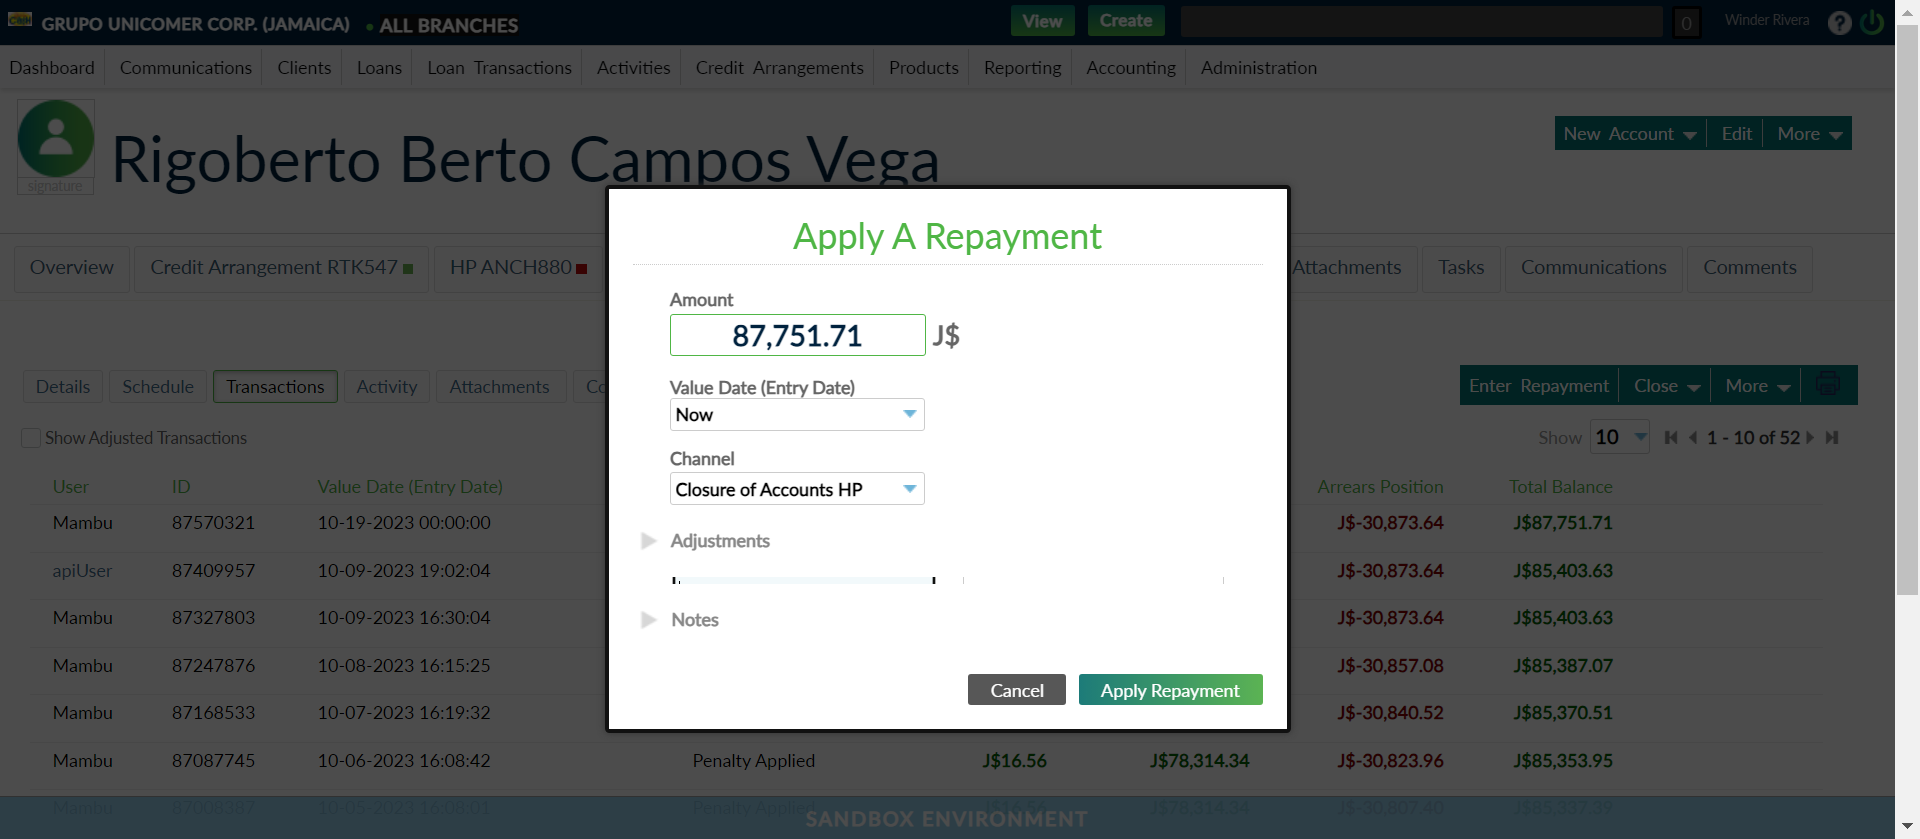 GRUPO UNICOMER CORP. (JAMAICA) ALL BRANCHES View Create 0 Winder Rivera ?
Dashboard Communications Clients Loans Loan Transactions Activities Credit Arrangements Products Reporting Accounting Administration
signature
Rigoberto Berto Campos Vega
New Account Edit More
Overview Credit Arrangement RTK547 HP ANCH880 Attachments Tasks Communications Comments
Apply A Repayment
Amount
87,751.71 J$
Value Date (Entry Date)
Now
Channel
Closure of Accounts HP
Adjustments
Notes
Cancel Apply Repayment
Details Schedule Transactions Activity Attachments Co
Enter Repayment Close More
Show Adjusted Transactions
Show 10 1 - 10 of 52
User ID Value Date (Entry Date) Arrears Position Total Balance
Mambu 87570321 10-19-2023 00:00:00 J$-30,873.64 J$87,751.71
apiUser 87409957 10-09-2023 19:02:04 J$-30,873.64 J$85,403.63
Mambu 87327803 10-09-2023 16:30:04 J$-30,873.64 J$85,403.63
Mambu 87247876 10-08-2023 16:15:25 J$-30,857.08 J$85,387.07
Mambu 87168533 10-07-2023 16:19:32 J$-30,840.52 J$85,370.51
Mambu 87087745 10-06-2023 16:08:42 Penalty Applied J$16.56 J$78,314.34 J$-30,823.96 J$85,353.95
Mambu 87008387 10-05-2023 16:08:01 Penalty Applied J$16.56 J$78,314.34 J$-30,807.40 J$85,337.39
SANDBOX ENVIRONMENT